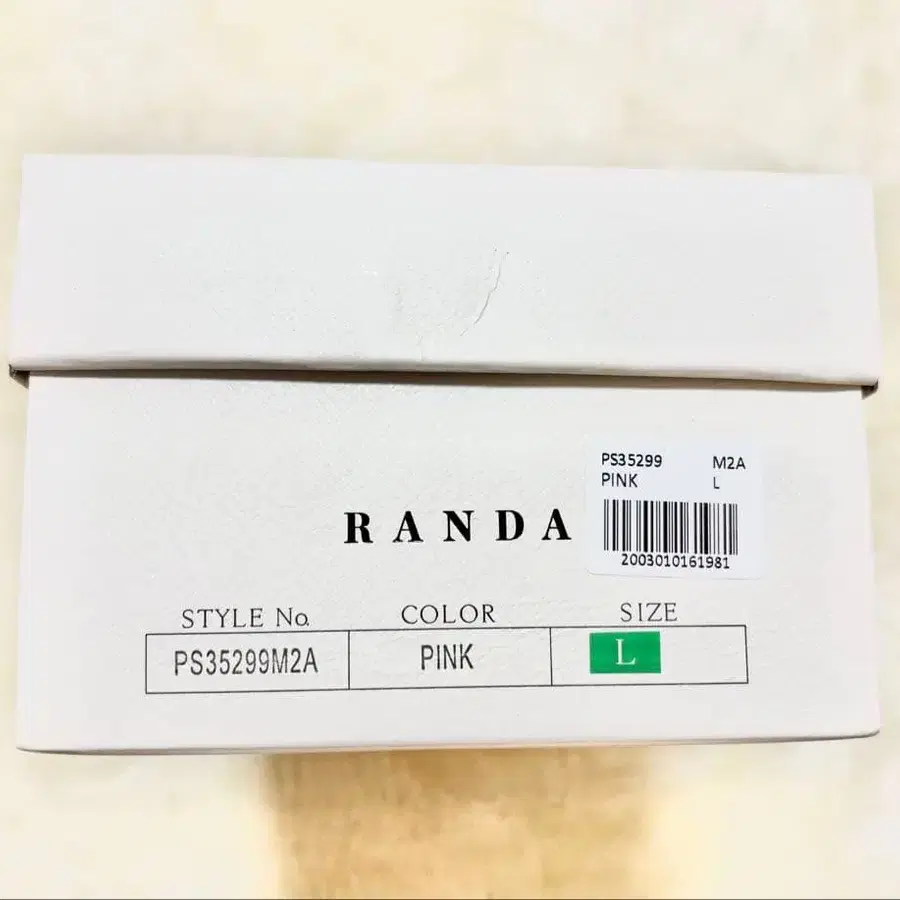 PS35299 M2A
PINK L
2003010161981
RANDA
STYLE No. COLOR SIZE
PS35299M2A PINK L